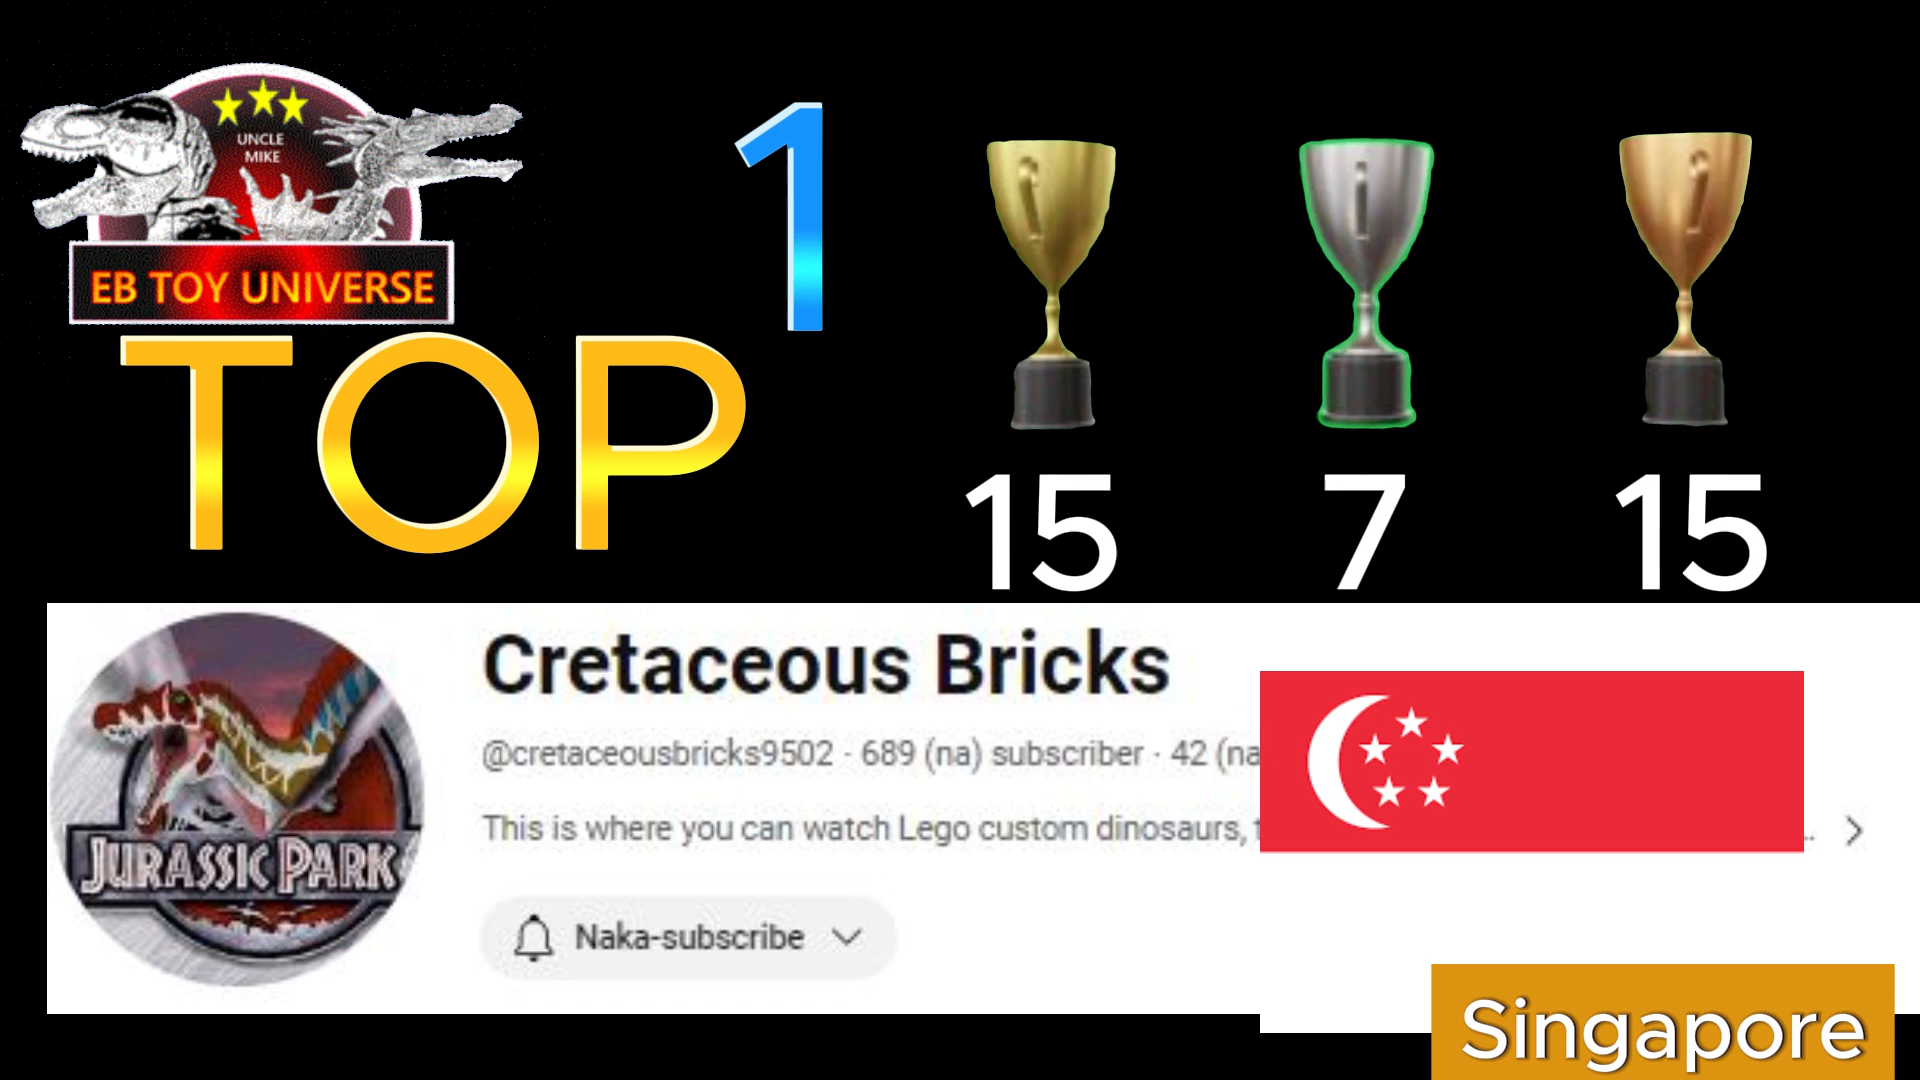 UNCLE
MIKE
EB TOY UNIVERSE
TOP
1
15 7 15
Cretaceous Bricks
@cretaceousbricks9502 · 689 (na) subscriber · 42 (na
This is where you can watch Lego custom dinosaurs,
JURASSIC PARK
Naka-subscribe
Singapore